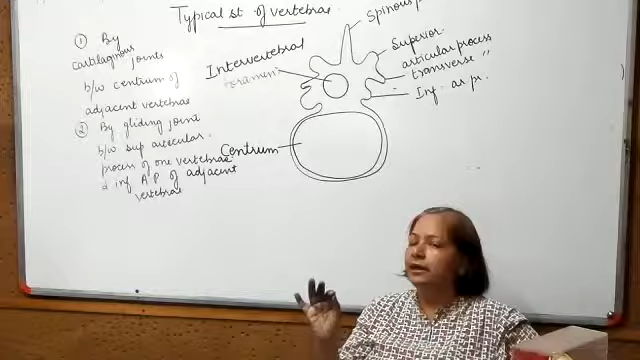 Typical st of vertebrae
① By
cartilaginous
joints
b/w centrum of
adjacent vertebrae
② By gliding joint
b/w sup articular
process of one vertebrae
& inf A.P of adjacent
vertebrae
Intervertebral
foramen
Centrum
Spinous
Superior
articular process
transverse "
Inf. ar pr.